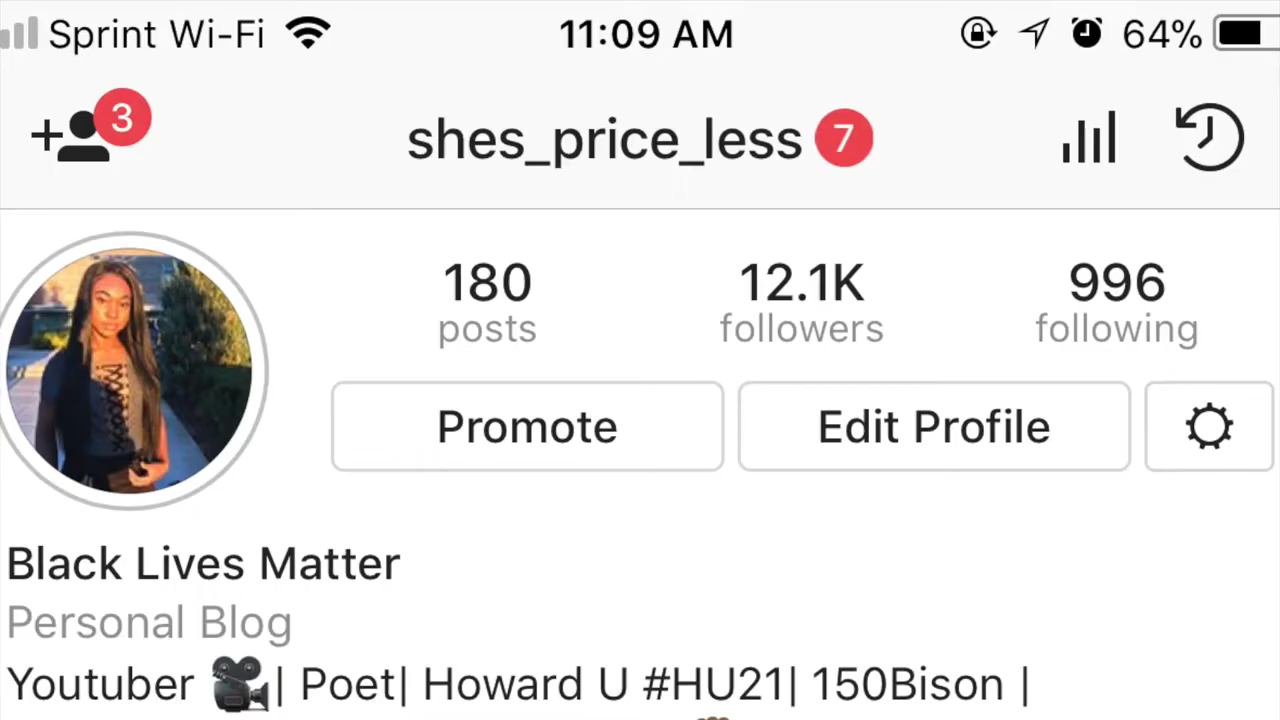 Sprint Wi-Fi 11:09 AM 64%
3 shes_price_less 7
180 12.1K 996
posts followers following
Promote Edit Profile
Black Lives Matter
Personal Blog
Youtuber 🎥| Poet| Howard U #HU21| 150Bison |